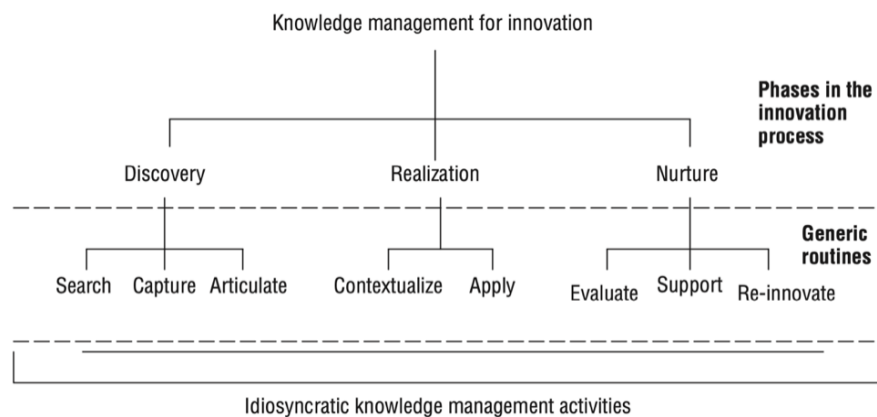 Knowledge management for innovation
Phases in the
innovation
process
Discovery Realization Nurture
Generic
routines
Search Capture Articulate Contextualize Apply Evaluate Support Re-innovate
Idiosyncratic knowledge management activities